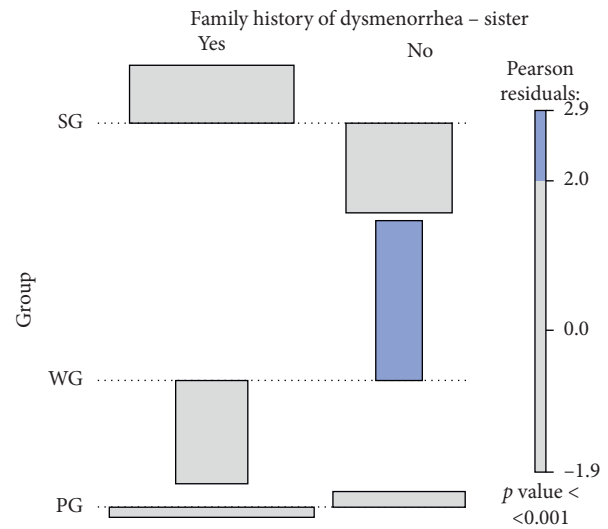 Family history of dysmenorrhea – sister
Yes
No
Pearson
residuals:
2.9
SG
2.0
Group
0.0
WG
−1.9
p value <
<0.001
PG